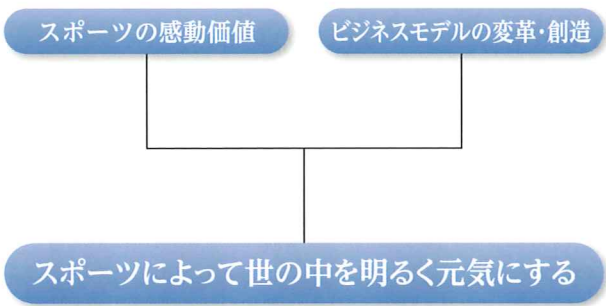 スポーツの感動価値
ビジネスモデルの変革・創造
スポーツによって世の中を明るく元気にする